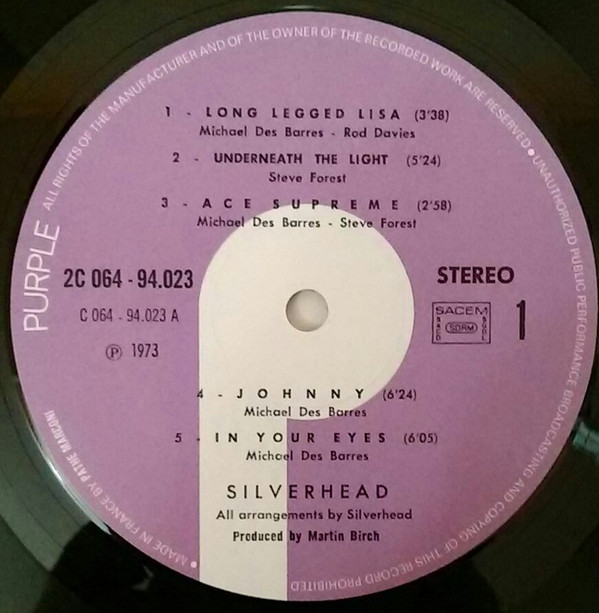 ALL RIGHTS OF THE MANUFACTURER AND OF THE OWNER OF THE RECORDED WORK ARE RESERVED • UNAUTHORIZED PUBLIC PERFORMANCE BROADCASTING AND COPYING OF THIS RECORD PROHIBITED
PURPLE
1 - LONG LEGGED LISA (3'38)
Michael Des Barres - Rod Davies
2 - UNDERNEATH THE LIGHT (5'24)
Steve Forest
3 - ACE SUPREME (2'58)
Michael Des Barres - Steve Forest
2C 064 - 94.023
C 064 - 94.023 A
Ⓟ 1973
STEREO
SACEM
SACD
SDRM
SGDL
1
4 - JOHNNY (6'24)
Michael Des Barres
5 - IN YOUR EYES (6'05)
Michael Des Barres
SILVERHEAD
All arrangements by Silverhead
Produced by Martin Birch
• MADE IN FRANCE BY PATHE MARCONI